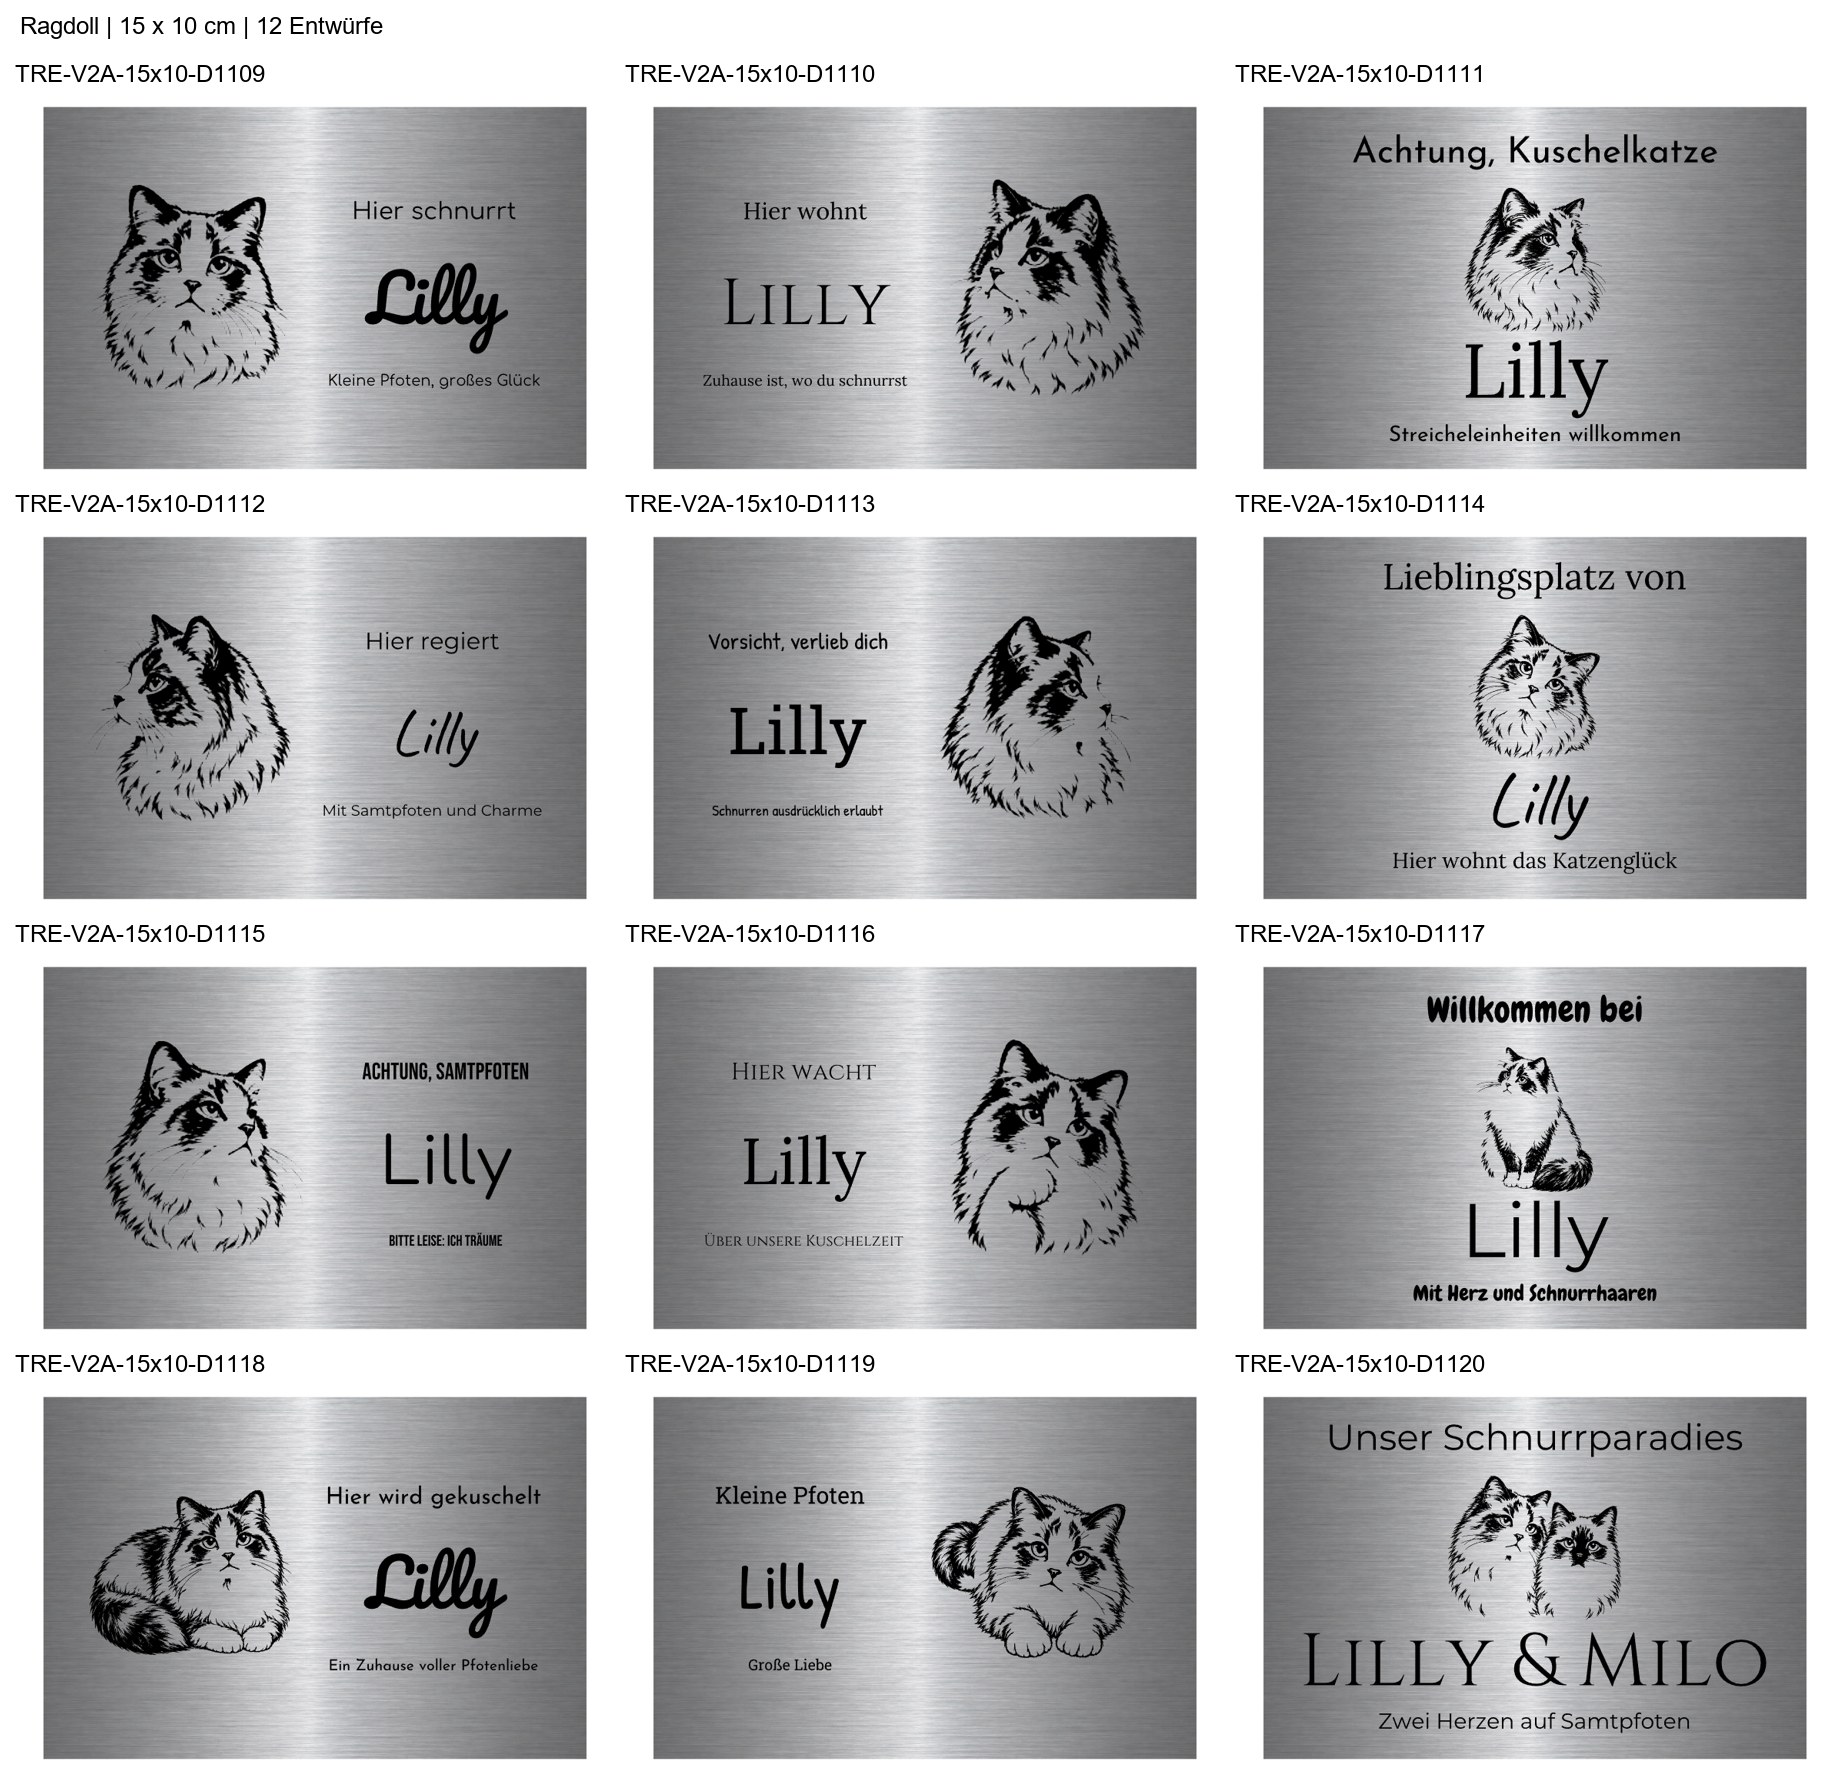 Ragdoll | 15 x 10 cm | 12 Entwürfe
TRE-V2A-15x10-D1109
Hier schnurrt
Lilly
Kleine Pfoten, großes Glück
TRE-V2A-15x10-D1110
Hier wohnt
LILLY
Zuhause ist, wo du schnurrst
TRE-V2A-15x10-D1111
Achtung, Kuschelkatze
Lilly
Streicheleinheiten willkommen
TRE-V2A-15x10-D1112
Hier regiert
Lilly
Mit Samtpfoten und Charme
TRE-V2A-15x10-D1113
Vorsicht, verlieb dich
Lilly
Schnurren ausdrücklich erlaubt
TRE-V2A-15x10-D1114
Lieblingsplatz von
Lilly
Hier wohnt das Katzenglück
TRE-V2A-15x10-D1115
ACHTUNG, SAMTPFOTEN
Lilly
BITTE LEISE: ICH TRÄUME
TRE-V2A-15x10-D1116
HIER WACHT
Lilly
ÜBER UNSERE KUSCHELZEIT
TRE-V2A-15x10-D1117
Willkommen bei
Lilly
Mit Herz und Schnurrhaaren
TRE-V2A-15x10-D1118
Hier wird gekuschelt
Lilly
Ein Zuhause voller Pfotenliebe
TRE-V2A-15x10-D1119
Kleine Pfoten
Lilly
Große Liebe
TRE-V2A-15x10-D1120
Unser Schnurrparadies
LILLY & MILO
Zwei Herzen auf Samtpfoten